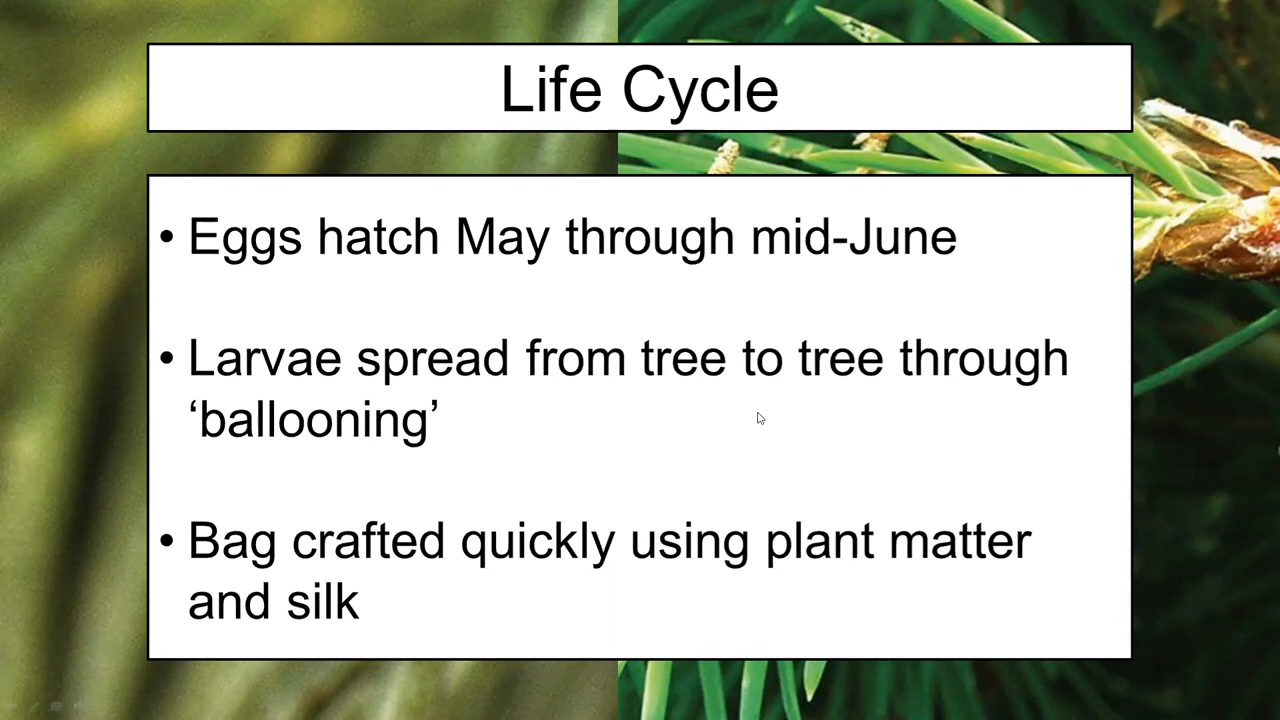 Life Cycle
• Eggs hatch May through mid-June
• Larvae spread from tree to tree through
‘ballooning’
• Bag crafted quickly using plant matter
and silk